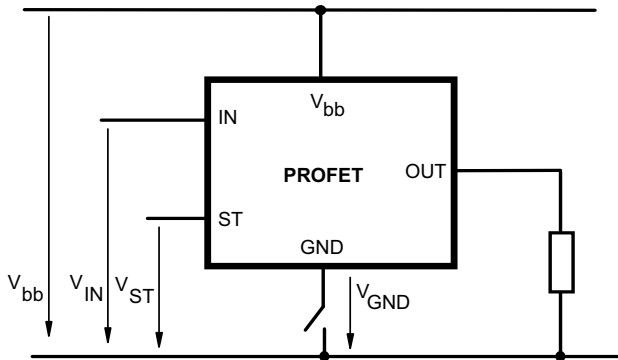 V_bb
IN
PROFET
OUT
ST
GND
V_bb
V_IN
V_ST
V_GND